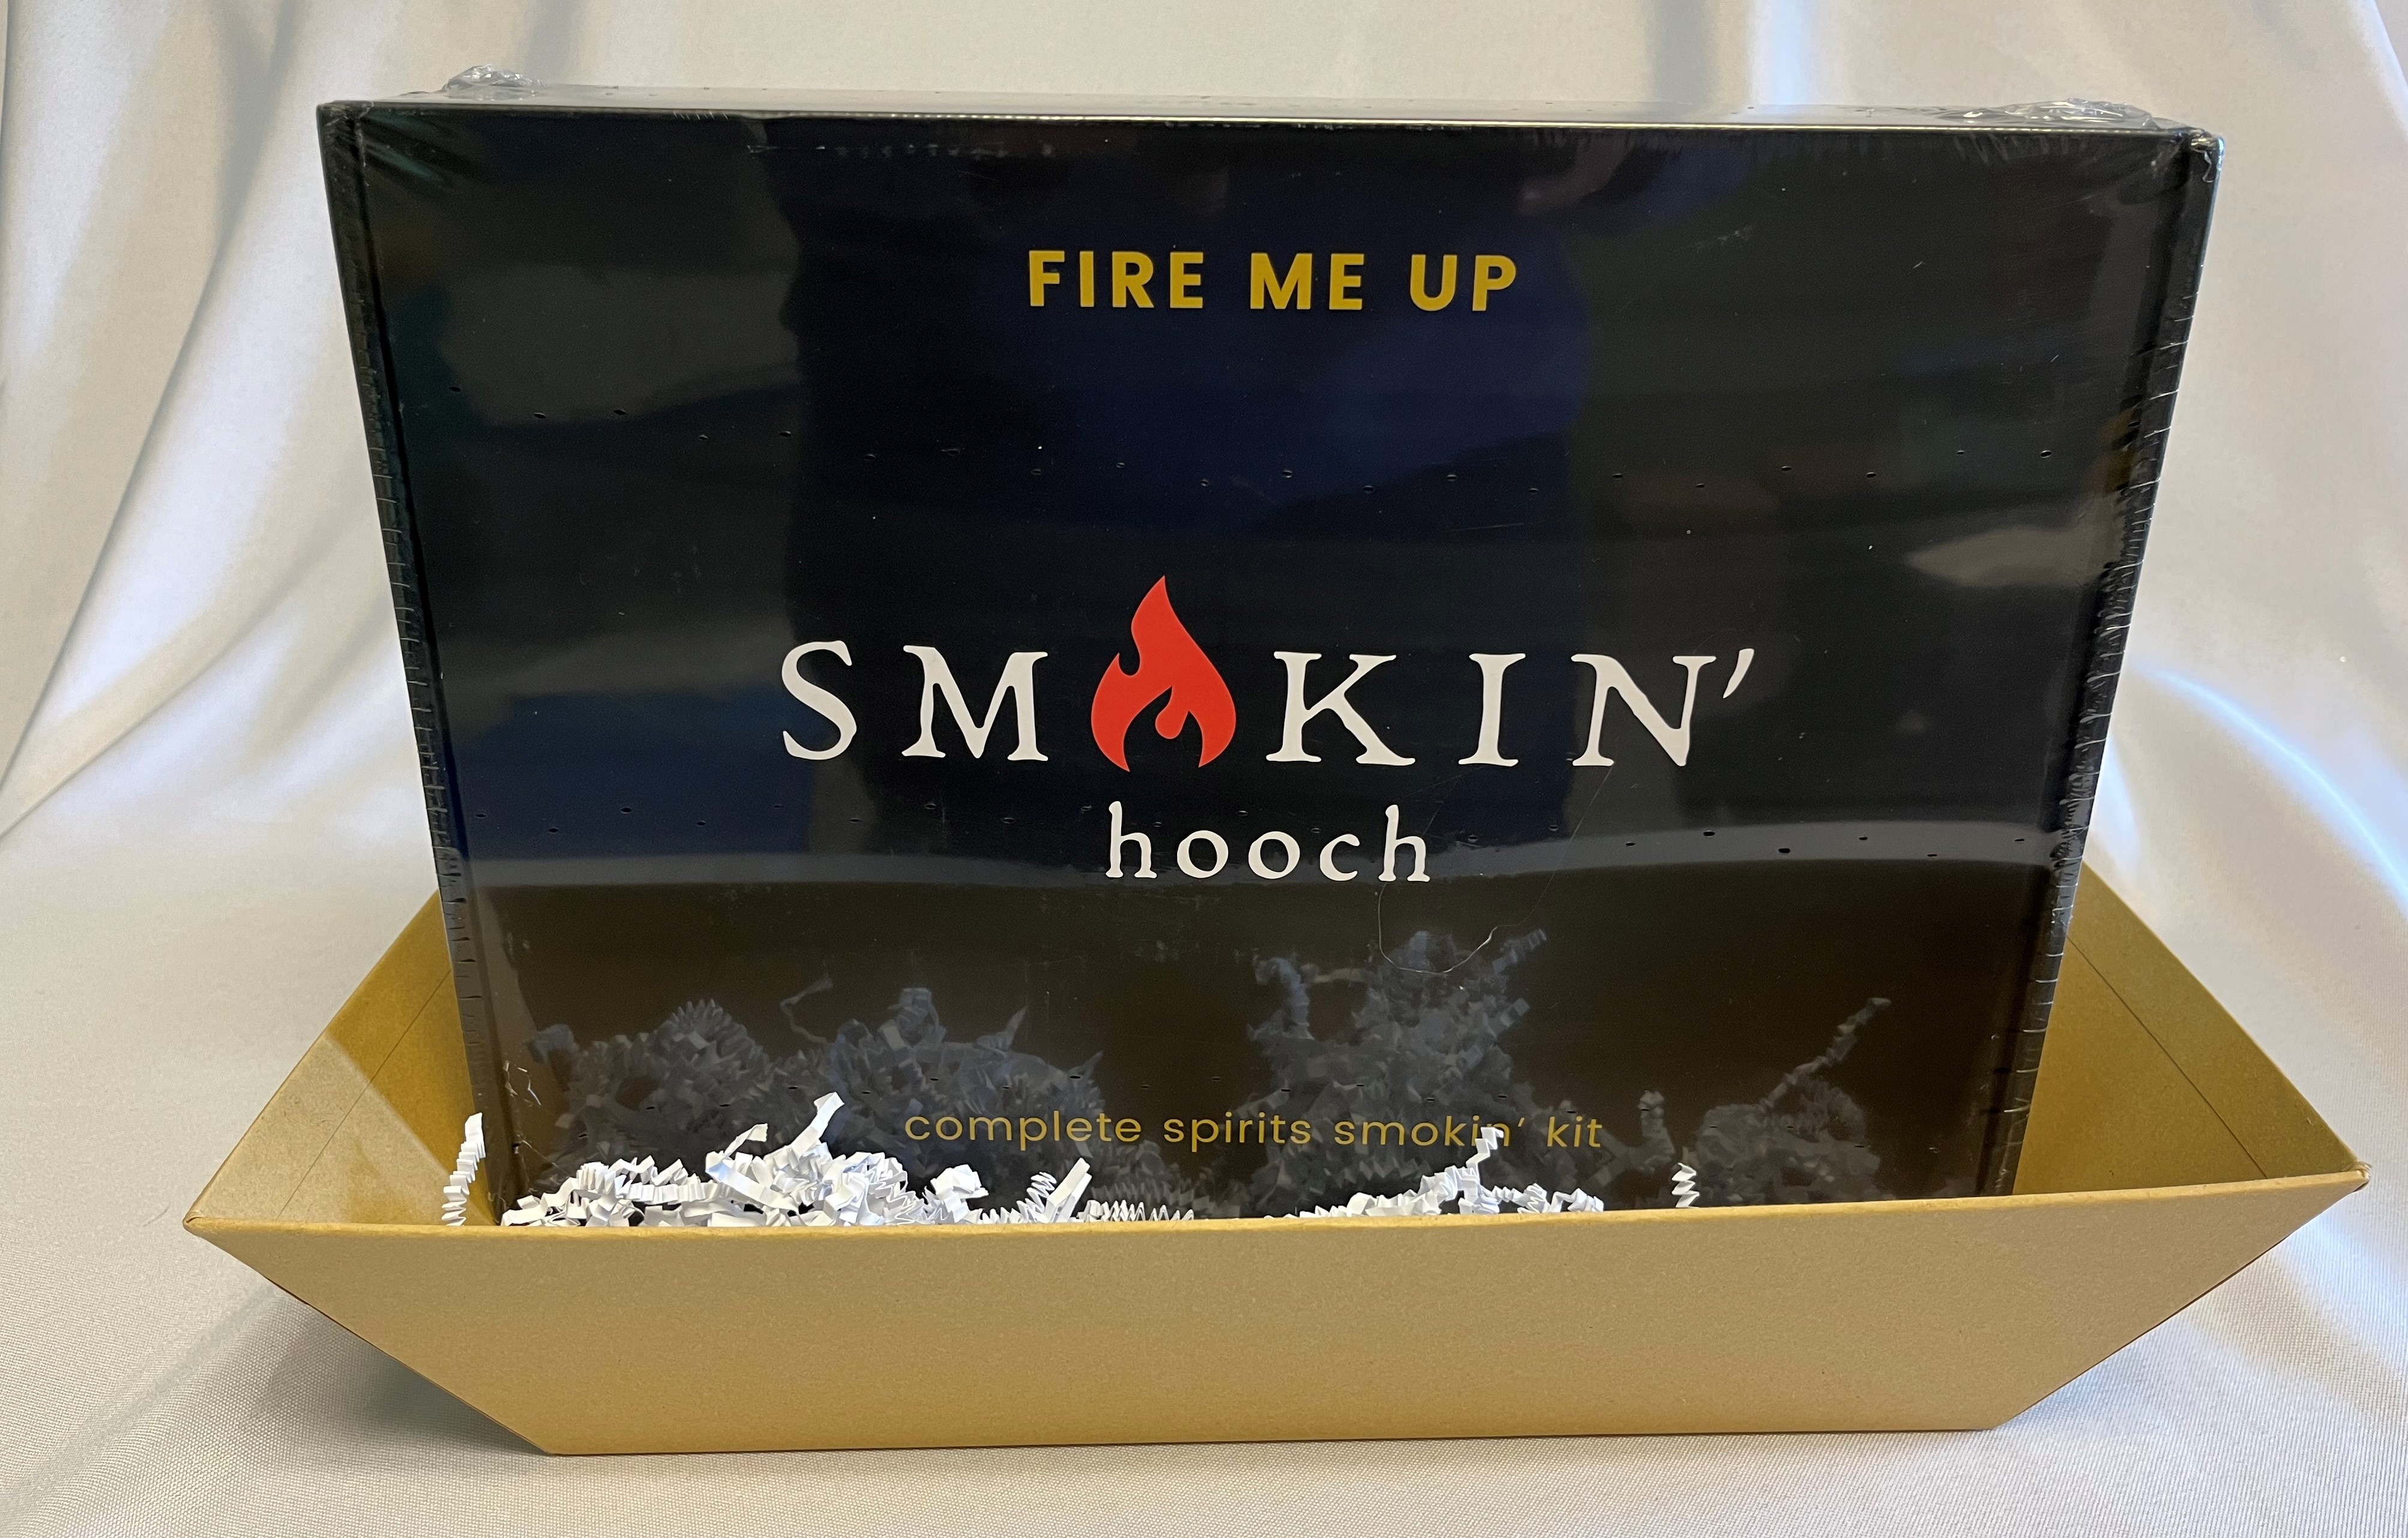 FIRE ME UP
SMOKIN'
hooch
complete spirits smokin' kit